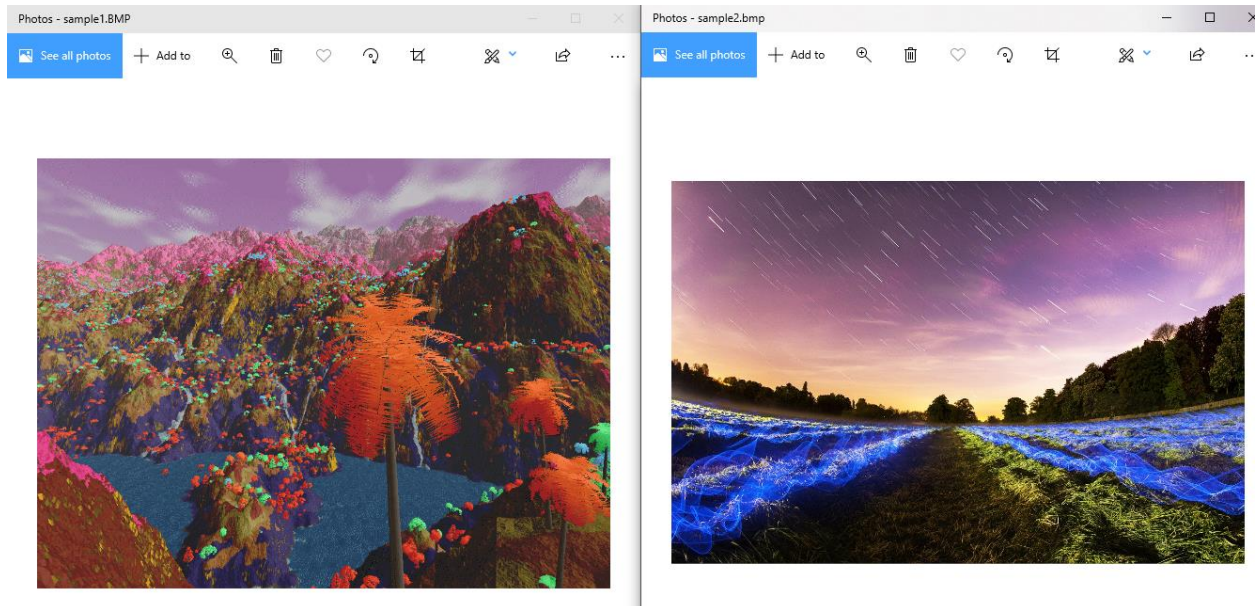 Photos - sample1.BMP
See all photos
Add to
Photos - sample2.bmp
See all photos
Add to